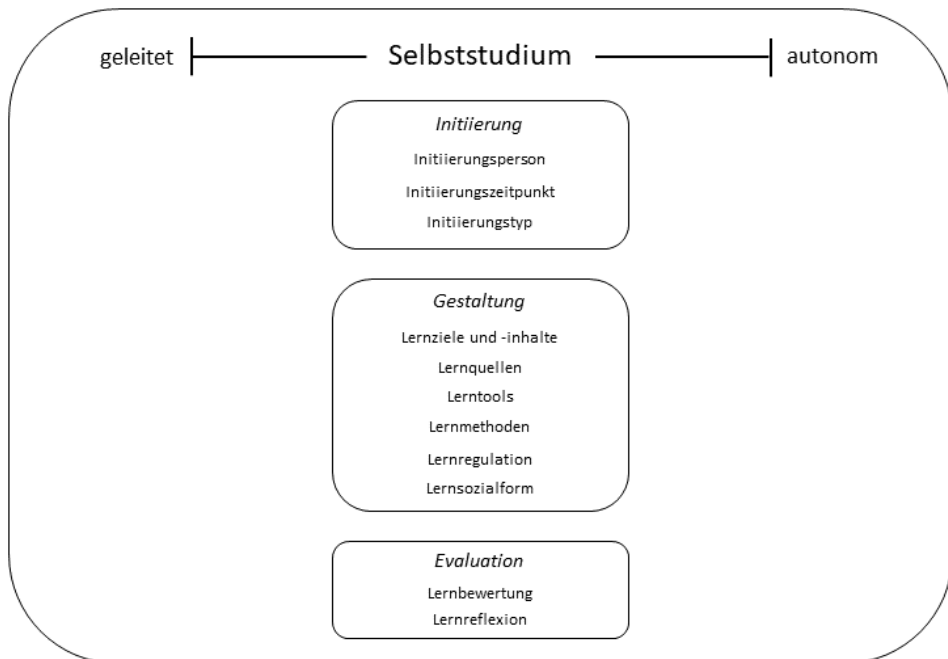 geleitet Selbststudium autonom
Initiierung
Initiierungsperson
Initiierungszeitpunkt
Initiierungstyp
Gestaltung
Lernziele und -inhalte
Lernquellen
Lerntools
Lernmethoden
Lernregulation
Lernsozialform
Evaluation
Lernbewertung
Lernreflexion